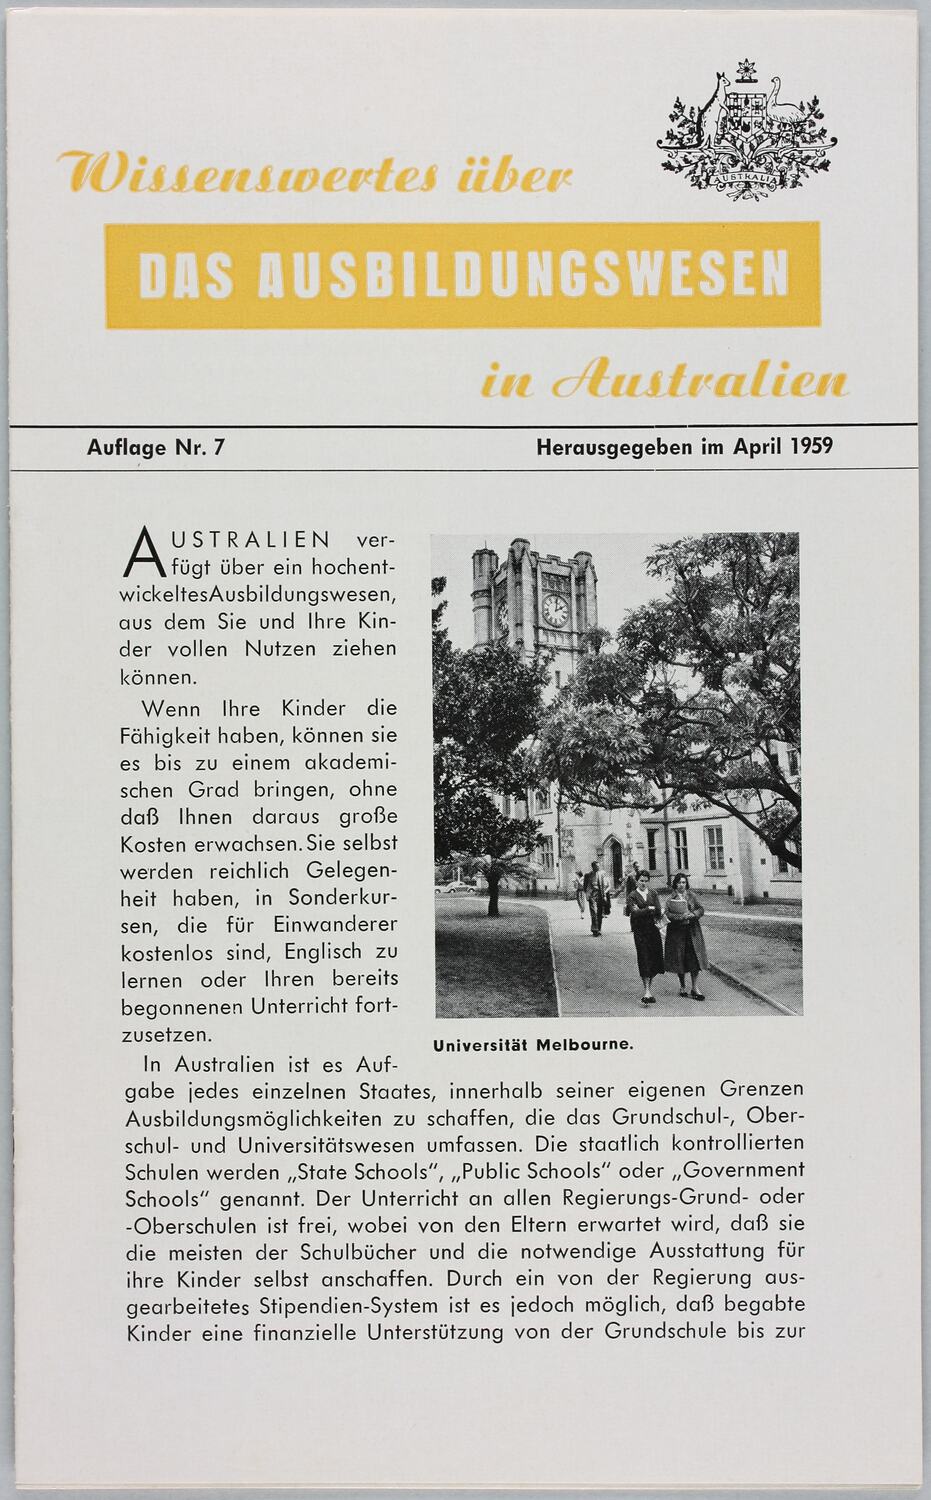 AUSTRALIA
Wissenswertes über
DAS AUSBILDUNGSWESEN
in Australien
Auflage Nr. 7
Herausgegeben im April 1959
AUSTRALIEN ver-
fügt über ein hochent-
wickeltesAusbildungswesen,
aus dem Sie und Ihre Kin-
der vollen Nutzen ziehen
können.
Wenn Ihre Kinder die
Fähigkeit haben, können sie
es bis zu einem akademi-
schen Grad bringen, ohne
daß Ihnen daraus große
Kosten erwachsen. Sie selbst
werden reichlich Gelegen-
heit haben, in Sonderkur-
sen, die für Einwanderer
kostenlos sind, Englisch zu
lernen oder Ihren bereits
begonnenen Unterricht fort-
zusetzen.
Universität Melbourne.
In Australien ist es Auf-
gabe jedes einzelnen Staates, innerhalb seiner eigenen Grenzen
Ausbildungsmöglichkeiten zu schaffen, die das Grundschul-, Ober-
schul- und Universitätswesen umfassen. Die staatlich kontrollierten
Schulen werden „State Schools“, „Public Schools“ oder „Government
Schools“ genannt. Der Unterricht an allen Regierungs-Grund- oder
-Oberschulen ist frei, wobei von den Eltern erwartet wird, daß sie
die meisten der Schulbücher und die notwendige Ausstattung für
ihre Kinder selbst anschaffen. Durch ein von der Regierung aus-
gearbeitetes Stipendien-System ist es jedoch möglich, daß begabte
Kinder eine finanzielle Unterstützung von der Grundschule bis zur